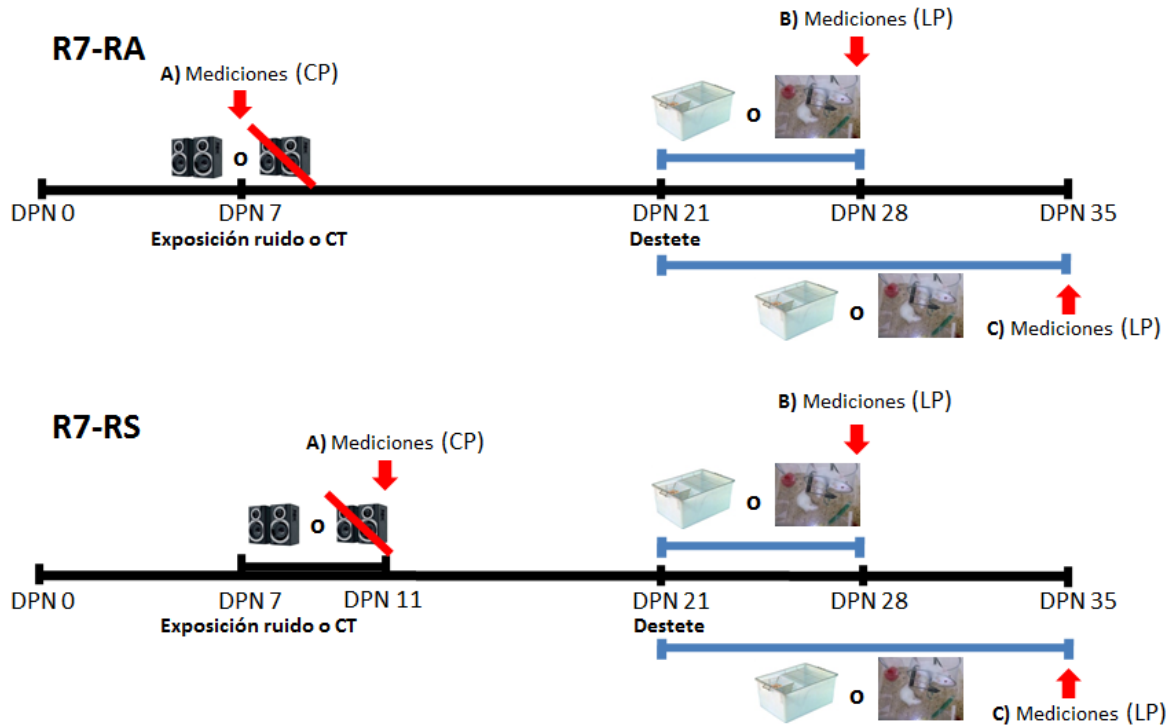 R7-RA
A) Mediciones (CP)
B) Mediciones (LP)
o
o
DPN 0
DPN 7
DPN 21
DPN 28
DPN 35
Exposición ruido o CT
Destete
o
C) Mediciones (LP)
R7-RS
A) Mediciones (CP)
B) Mediciones (LP)
o
o
DPN 0
DPN 7
DPN 11
DPN 21
DPN 28
DPN 35
Exposición ruido o CT
Destete
o
C) Mediciones (LP)